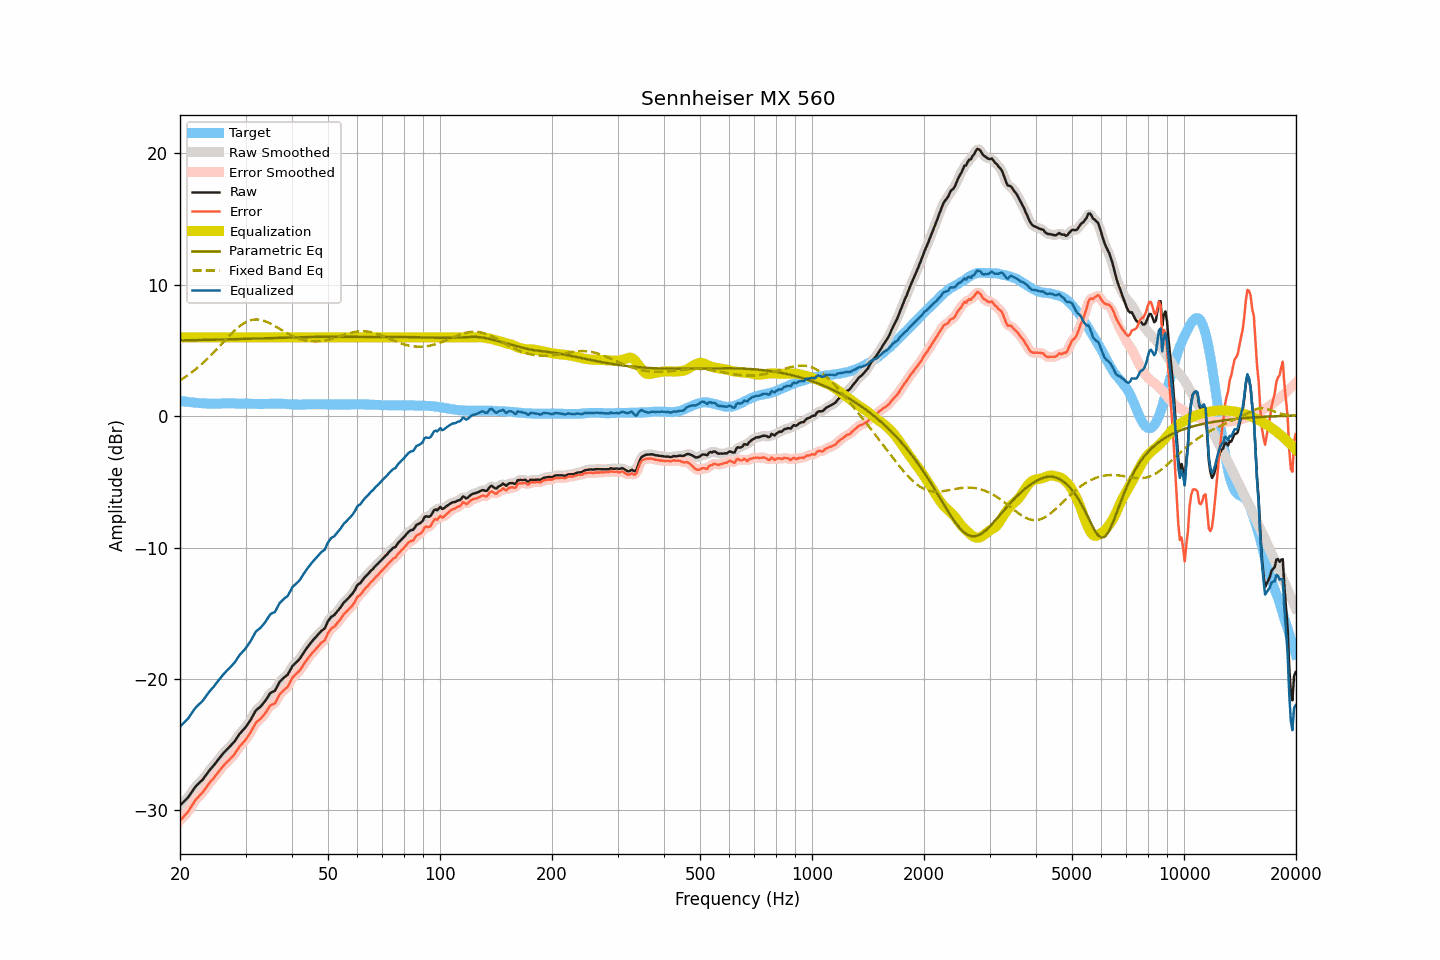 Sennheiser MX 560
Target
Raw Smoothed
Error Smoothed
Raw
Error
Equalization
Parametric Eq
Fixed Band Eq
Equalized
20
10
0
−10
−20
−30
Amplitude (dBr)
20 50 100 200 500 1000 2000 5000 10000 20000
Frequency (Hz)